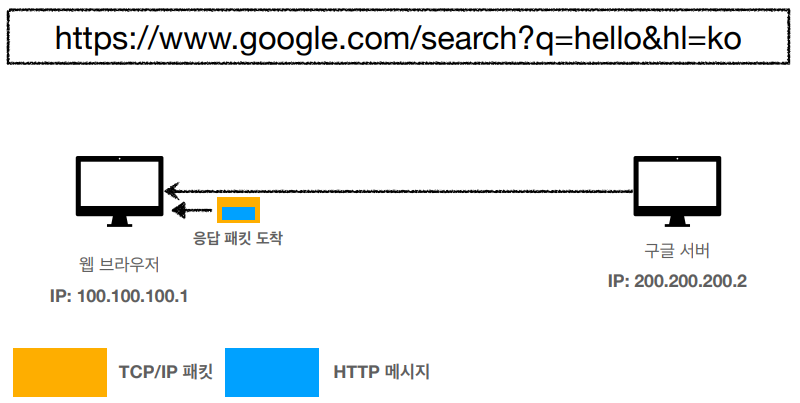 https://www.google.com/search?q=hello&hl=ko
응답 패킷 도착
웹 브라우저
IP: 100.100.100.1
구글 서버
IP: 200.200.200.2
TCP/IP 패킷
HTTP 메시지